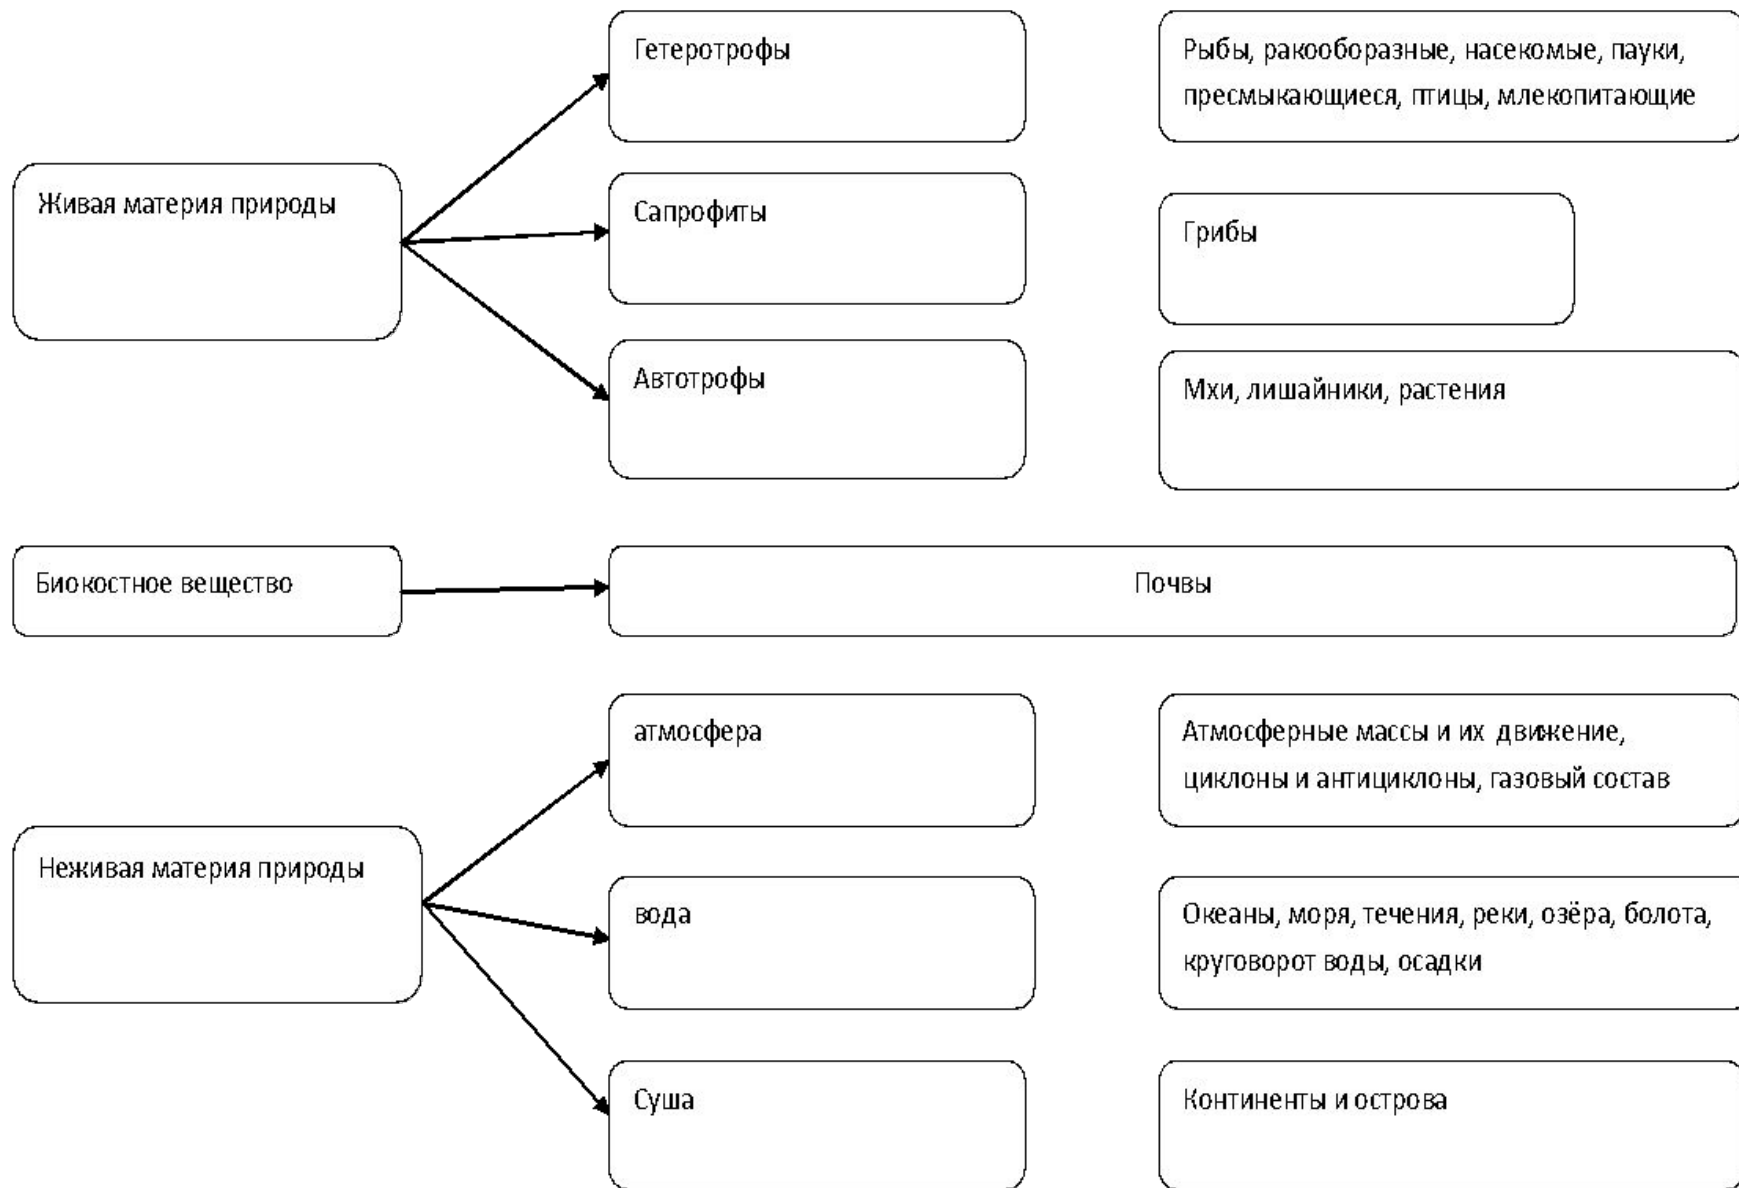 Гетеротрофы
Рыбы, ракооборазные, насекомые, пауки,
пресмыкающиеся, птицы, млекопитающие
Живая материя природы
Сапрофиты
Грибы
Автотрофы
Мхи, лишайники, растения
Биокостное вещество
Почвы
атмосфера
Атмосферные массы и их движение,
циклоны и антициклоны, газовый состав
Неживая материя природы
вода
Океаны, моря, течения, реки, озёра, болота,
круговорот воды, осадки
Суша
Континенты и острова